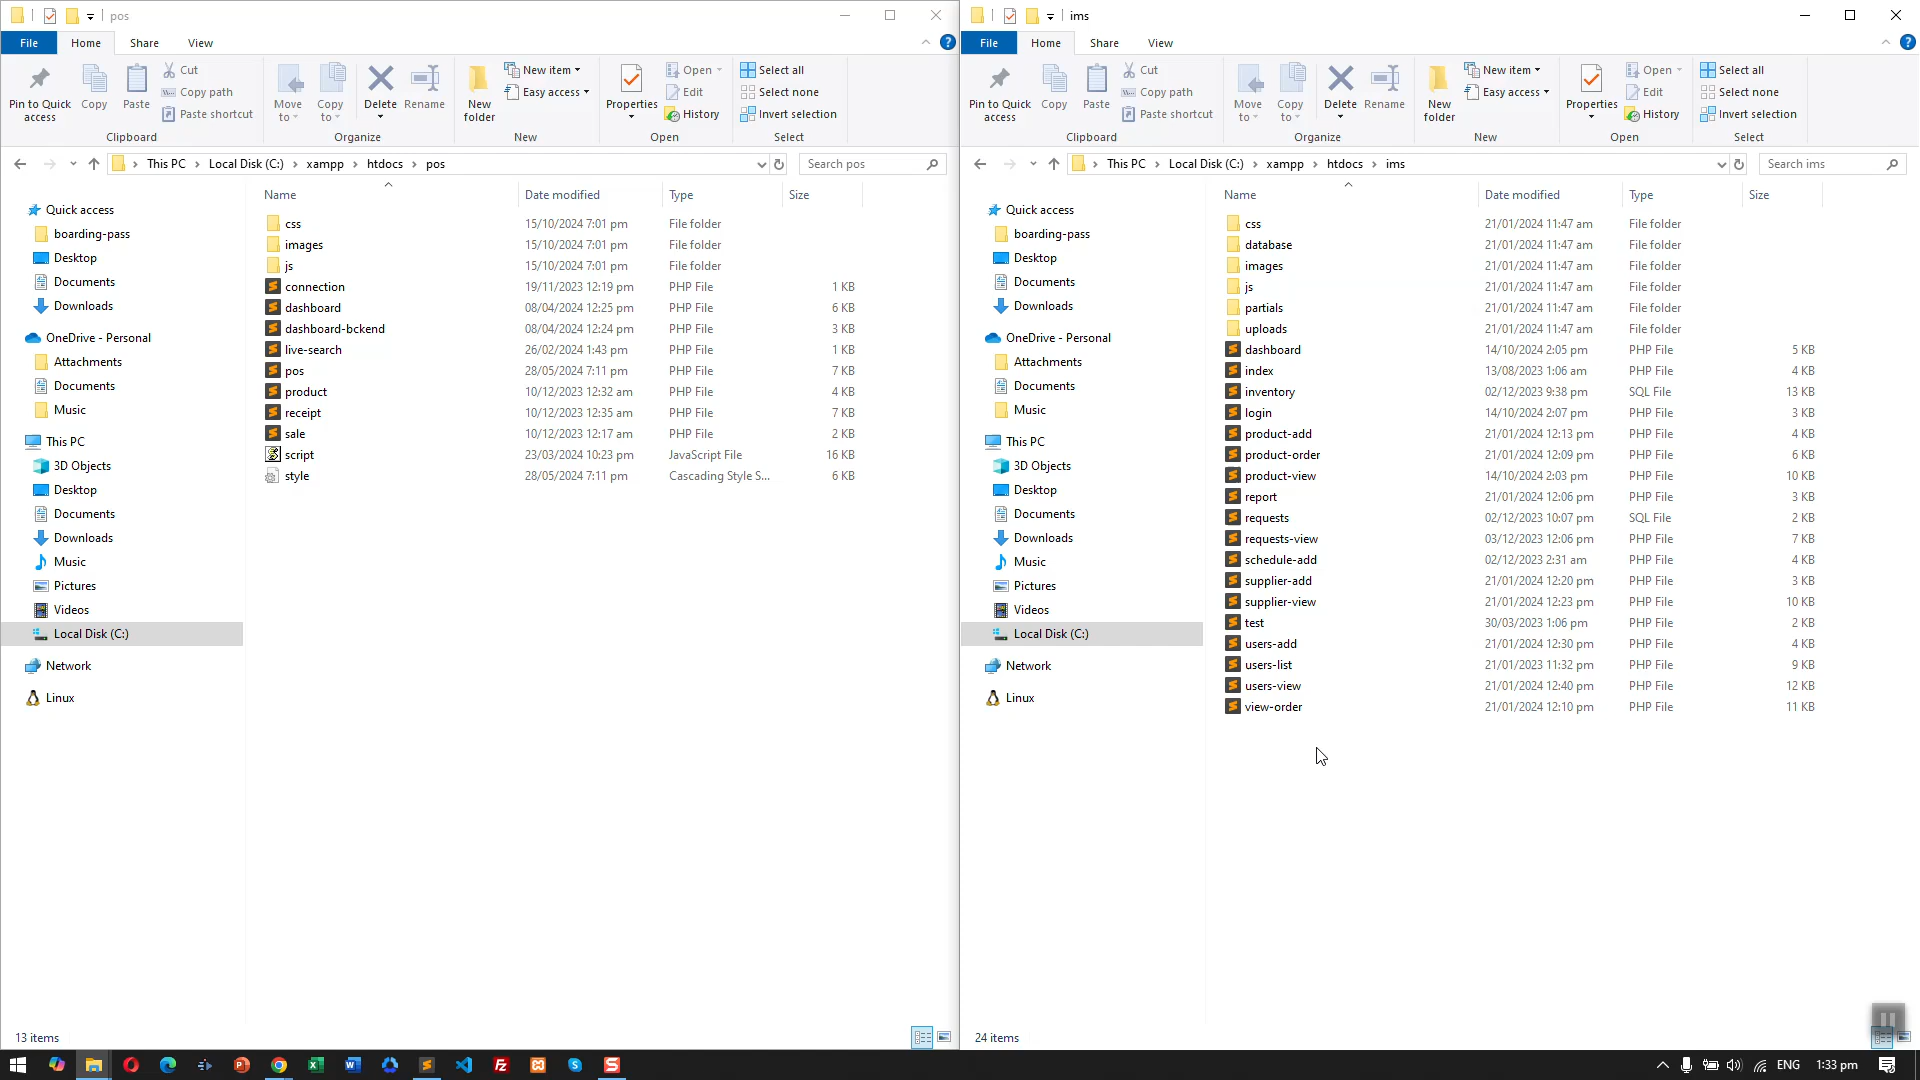 pos
File Home Share View
Pin to Quick access
Copy
Paste
Cut
Copy path
Paste shortcut
Clipboard
Move to
Copy to
Delete
Rename
Organize
New folder
New item
Easy access
New
Properties
Open
Edit
History
Open
Select all
Select none
Invert selection
Select
This PC > Local Disk (C:) > xampp > htdocs > pos
Search pos
Quick access
boarding-pass
Desktop
Documents
Downloads
OneDrive - Personal
Attachments
Documents
Music
This PC
3D Objects
Desktop
Documents
Downloads
Music
Pictures
Videos
Local Disk (C:)
Network
Linux
Name Date modified Type Size
css 15/10/2024 7:01 pm File folder
images 15/10/2024 7:01 pm File folder
js 15/10/2024 7:01 pm File folder
connection 19/11/2023 12:19 pm PHP File 1 KB
dashboard 08/04/2024 12:25 pm PHP File 6 KB
dashboard-bckend 08/04/2024 12:24 pm PHP File 3 KB
live-search 26/02/2024 1:43 pm PHP File 1 KB
pos 28/05/2024 7:11 pm PHP File 7 KB
product 10/12/2023 12:32 am PHP File 4 KB
receipt 10/12/2023 12:35 am PHP File 7 KB
sale 10/12/2023 12:17 am PHP File 2 KB
script 23/03/2024 10:23 pm JavaScript File 16 KB
style 28/05/2024 7:11 pm Cascading Style S... 6 KB
13 items
ims
File Home Share View
Pin to Quick access
Copy
Paste
Cut
Copy path
Paste shortcut
Clipboard
Move to
Copy to
Delete
Rename
Organize
New folder
New item
Easy access
New
Properties
Open
Edit
History
Open
Select all
Select none
Invert selection
Select
This PC > Local Disk (C:) > xampp > htdocs > ims
Search ims
Quick access
boarding-pass
Desktop
Documents
Downloads
OneDrive - Personal
Attachments
Documents
Music
This PC
3D Objects
Desktop
Documents
Downloads
Music
Pictures
Videos
Local Disk (C:)
Network
Linux
Name Date modified Type Size
css 21/01/2024 11:47 am File folder
database 21/01/2024 11:47 am File folder
images 21/01/2024 11:47 am File folder
js 21/01/2024 11:47 am File folder
partials 21/01/2024 11:47 am File folder
uploads 21/01/2024 11:47 am File folder
dashboard 14/10/2024 2:05 pm PHP File 5 KB
index 13/08/2023 1:06 am PHP File 4 KB
inventory 02/12/2023 9:38 pm SQL File 13 KB
login 14/10/2024 2:07 pm PHP File 3 KB
product-add 21/01/2024 12:13 pm PHP File 4 KB
product-order 21/01/2024 12:09 pm PHP File 6 KB
product-view 14/10/2024 2:03 pm PHP File 10 KB
report 21/01/2024 12:06 pm PHP File 3 KB
requests 02/12/2023 10:07 pm SQL File 2 KB
requests-view 03/12/2023 12:06 pm PHP File 7 KB
schedule-add 02/12/2023 2:31 am PHP File 4 KB
supplier-add 21/01/2024 12:20 pm PHP File 3 KB
supplier-view 21/01/2024 12:23 pm PHP File 10 KB
test 30/03/2023 1:06 pm PHP File 2 KB
users-add 21/01/2024 12:30 pm PHP File 4 KB
users-list 21/01/2023 11:32 pm PHP File 9 KB
users-view 21/01/2024 12:40 pm PHP File 12 KB
view-order 21/01/2024 12:10 pm PHP File 11 KB
24 items
ENG 1:33 pm